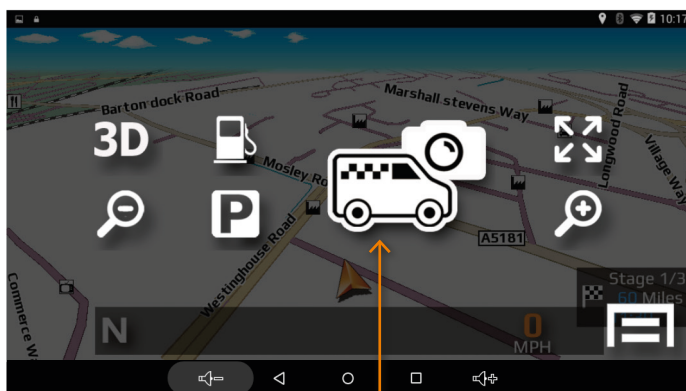 10:17
Barton dock Road
Marshall stevens Way
Longwood Road
Village Way
3D
Mosley Ro
P
A5181
Westinghouse Road
Commerce Wa
Stage 1/3
60 Miles
N
0
MPH